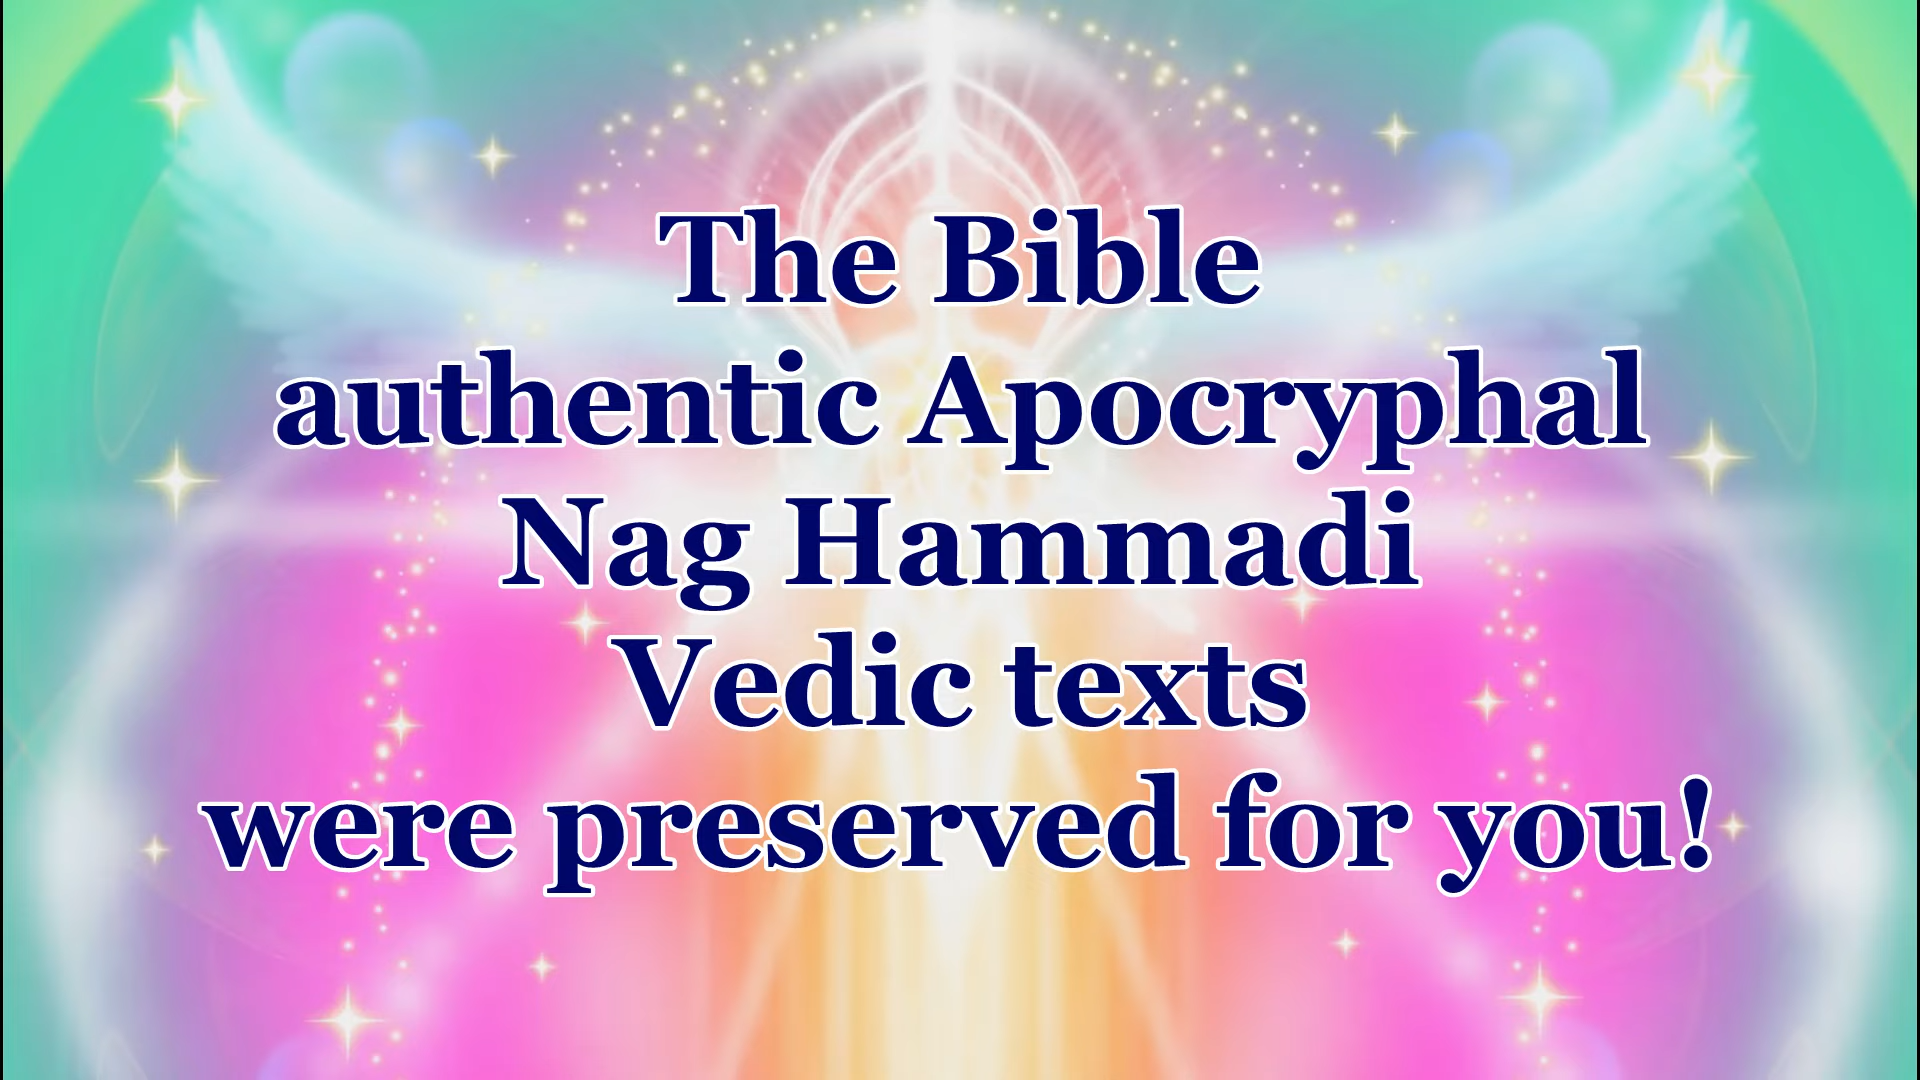 The Bible
authentic Apocryphal
Nag Hammadi
Vedic texts
were preserved for you!